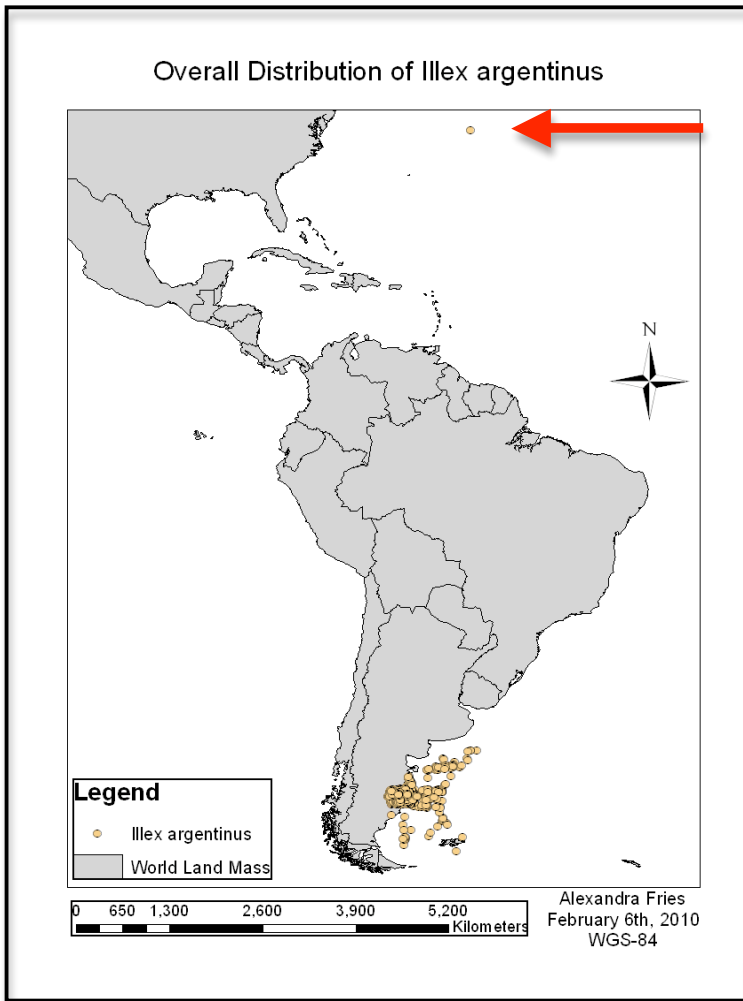 Overall Distribution of Illex argentinus
N
Legend
Illex argentinus
World Land Mass
0 650 1,300 2,600 3,900 5,200
Kilometers
Alexandra Fries
February 6th, 2010
WGS-84